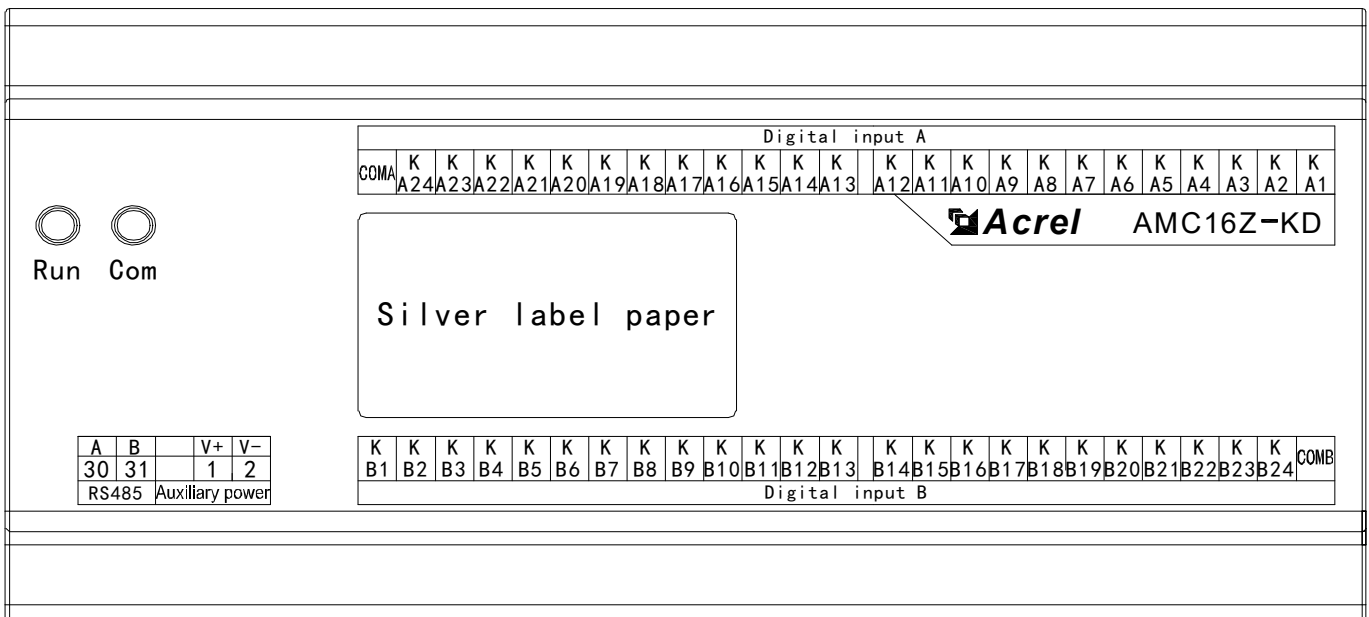 Digital input A
COMA K A24 K A23 K A22 K A21 K A20 K A19 K A18 K A17 K A16 K A15 K A14 K A13 K A12 K A11 K A10 K A9 K A8 K A7 K A6 K A5 K A4 K A3 K A2 K A1
Acrel AMC16Z-KD
Run Com
Silver label paper
A B V+ V-
30 31 1 2
RS485 Auxiliary power
K B1 K B2 K B3 K B4 K B5 K B6 K B7 K B8 K B9 K B10 K B11 K B12 K B13 K B14 K B15 K B16 K B17 K B18 K B19 K B20 K B21 K B22 K B23 K B24 COMB
Digital input B